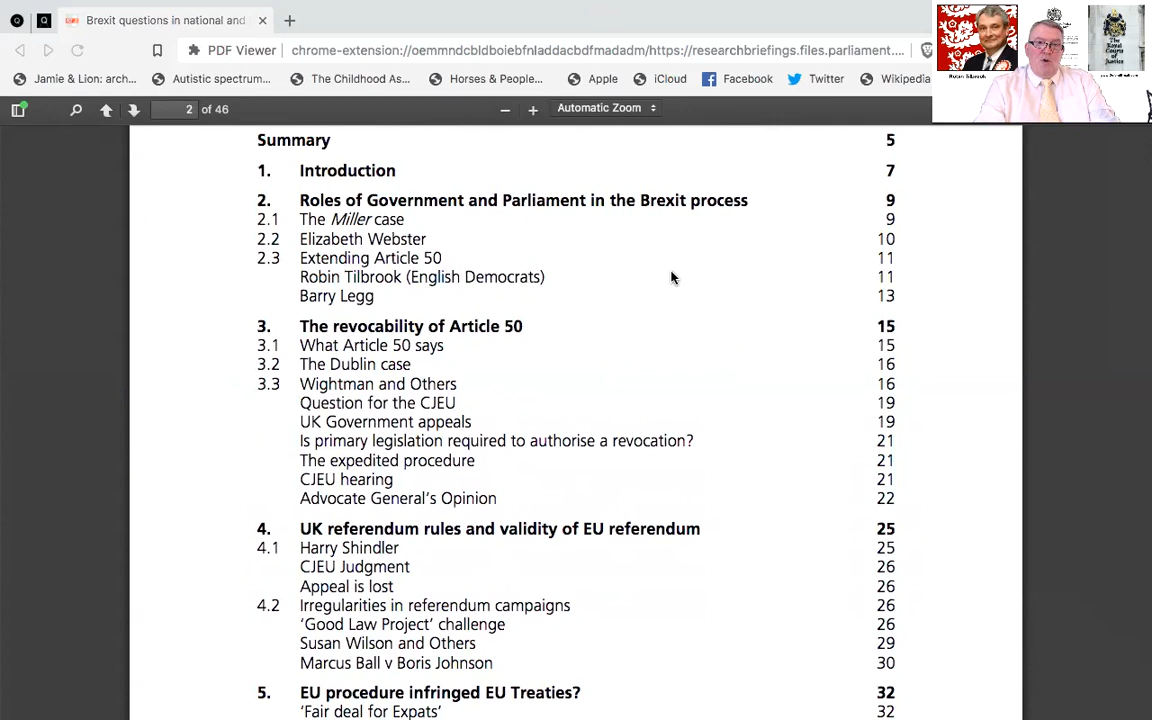 Brexit questions in national and
PDF Viewer
chrome-extension://oemmndcbldboiebfnladdacbdfmadadm/https://researchbriefings.files.parliament....
Jamie & Lion: arch...
Autistic spectrum...
The Childhood As...
Horses & People...
Apple
iCloud
Facebook
Twitter
Wikipedia
Robin Tilbrook
The Royal Courts of Justice
2 of 46
Automatic Zoom
Summary 5
1. Introduction 7
2. Roles of Government and Parliament in the Brexit process 9
2.1 The Miller case 9
2.2 Elizabeth Webster 10
2.3 Extending Article 50 11
Robin Tilbrook (English Democrats) 11
Barry Legg 13
3. The revocability of Article 50 15
3.1 What Article 50 says 15
3.2 The Dublin case 16
3.3 Wightman and Others 16
Question for the CJEU 19
UK Government appeals 19
Is primary legislation required to authorise a revocation? 21
The expedited procedure 21
CJEU hearing 21
Advocate General's Opinion 22
4. UK referendum rules and validity of EU referendum 25
4.1 Harry Shindler 25
CJEU Judgment 26
Appeal is lost 26
4.2 Irregularities in referendum campaigns 26
'Good Law Project' challenge 26
Susan Wilson and Others 29
Marcus Ball v Boris Johnson 30
5. EU procedure infringed EU Treaties? 32
'Fair deal for Expats' 32